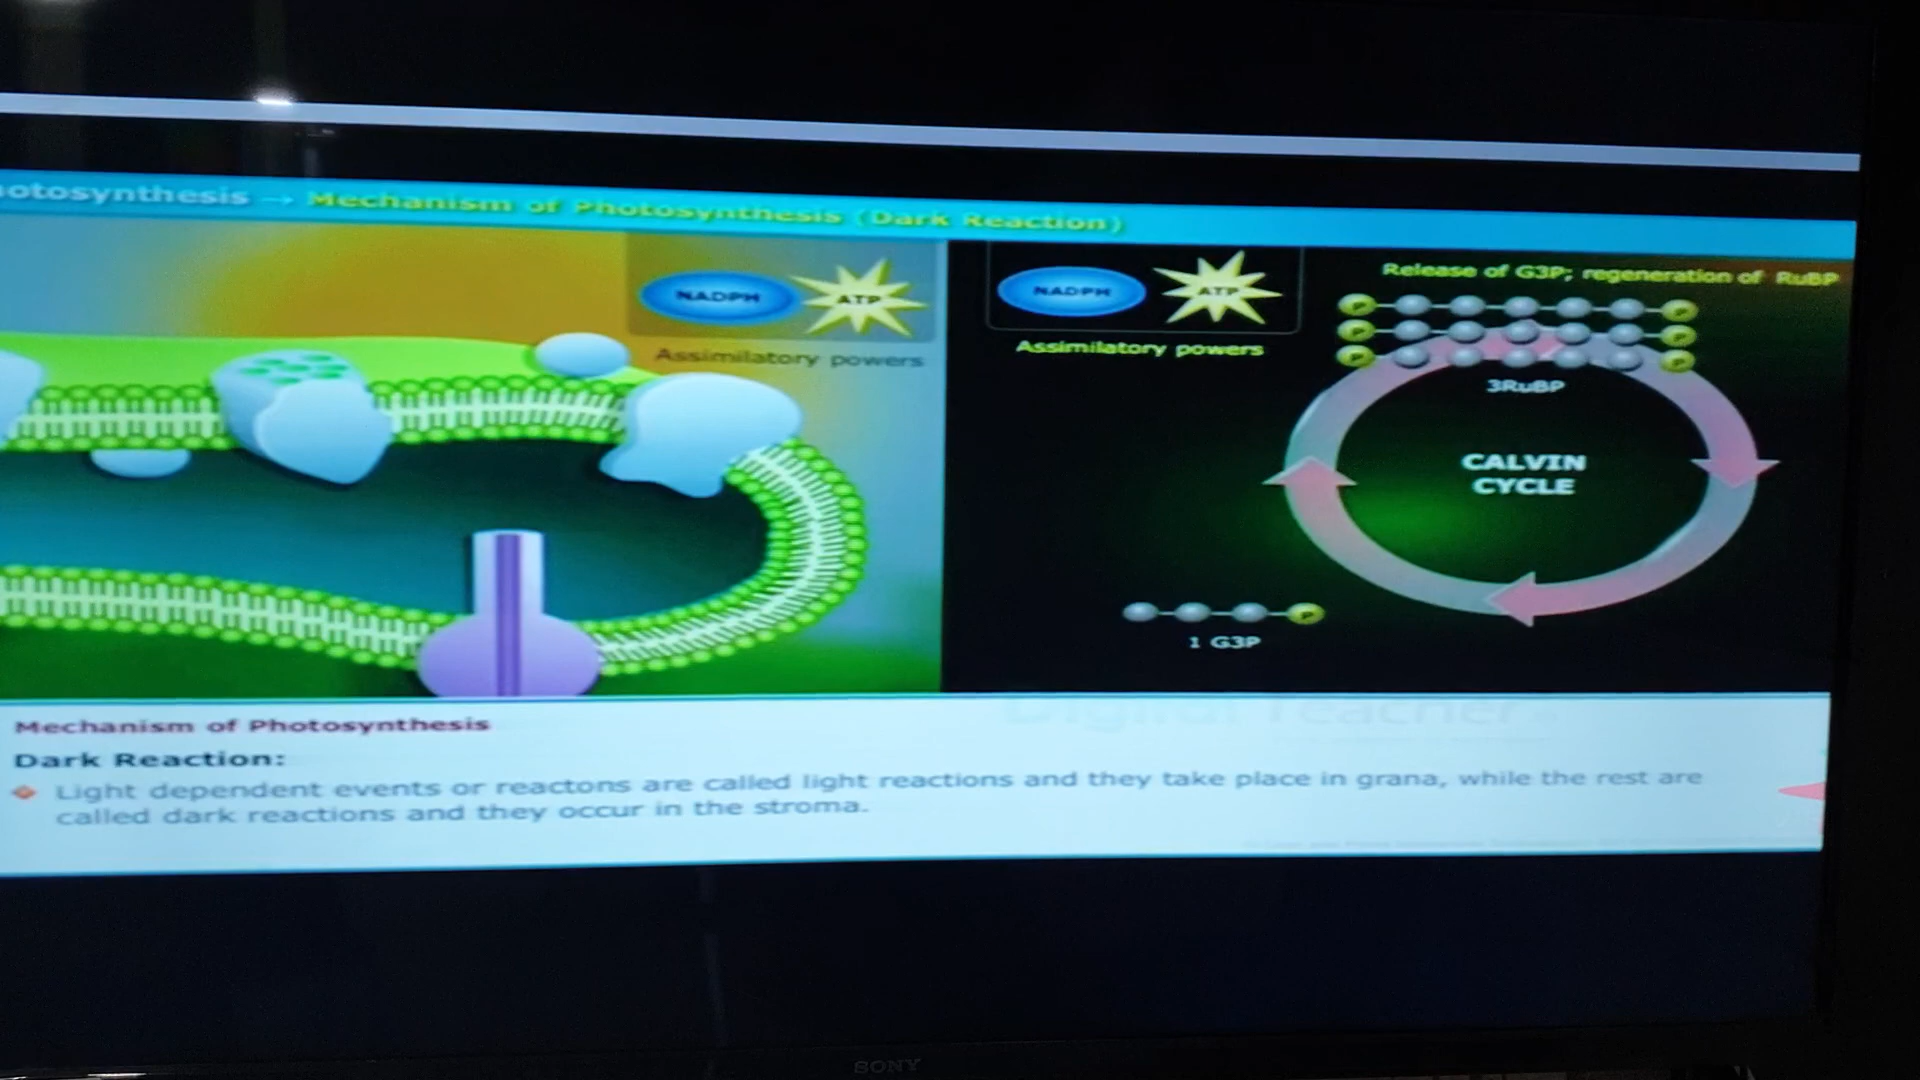 otosynthesis → Mechanism of Photosynthesis (Dark Reaction)
NADPH ATP
Assimilatory powers
NADPH ATP
Assimilatory powers
Release of G3P; regeneration of RuBP
P P
P P
P P
3RuBP
CALVIN
CYCLE
P
1 G3P
Mechanism of Photosynthesis
Digital Teacher
Dark Reaction:
Light dependent events or reactons are called light reactions and they take place in grana, while the rest are
called dark reactions and they occur in the stroma.
SONY